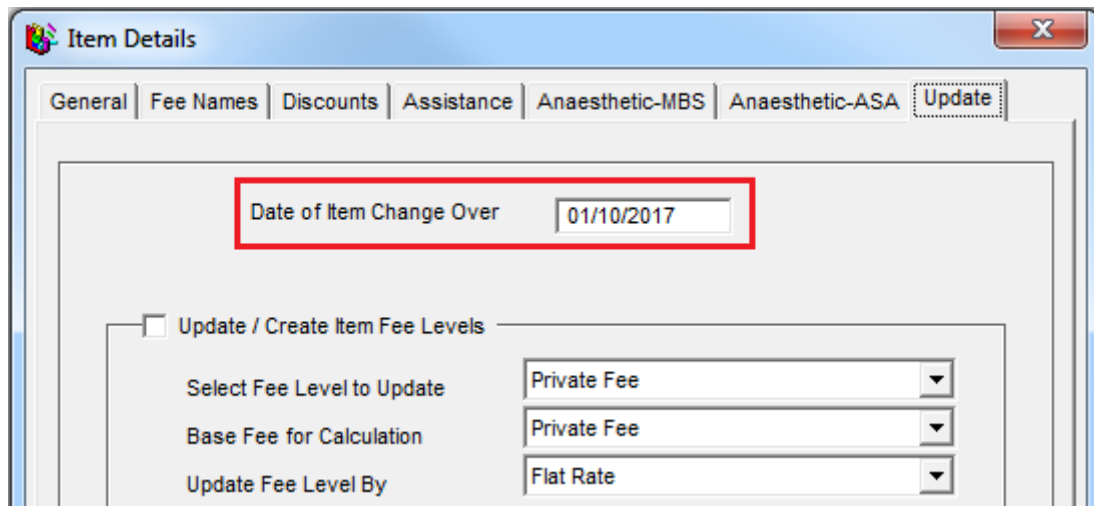 Item Details
General Fee Names Discounts Assistance Anaesthetic-MBS Anaesthetic-ASA Update
Date of Item Change Over 01/10/2017
Update / Create Item Fee Levels
Select Fee Level to Update Private Fee
Base Fee for Calculation Private Fee
Update Fee Level By Flat Rate